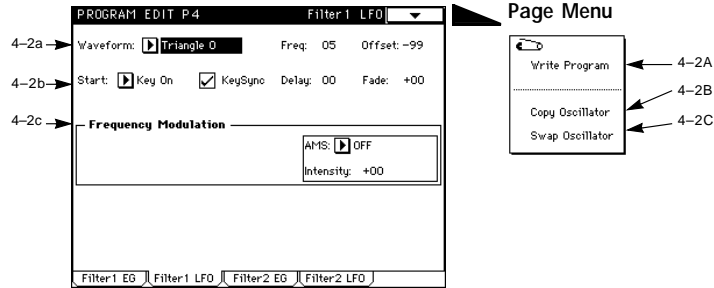 PROGRAM EDIT P4 Filter1 LFO
Page Menu
4–2a Waveform: Triangle 0 Freq: 05 Offset: -99
4–2b Start: Key On KeySync Delay: 00 Fade: +00
4–2c Frequency Modulation
AMS: OFF
Intensity: +00
Filter1 EG Filter1 LFO Filter2 EG Filter2 LFO
Write Program 4–2A
4–2B
Copy Oscillator
4–2C
Swap Oscillator